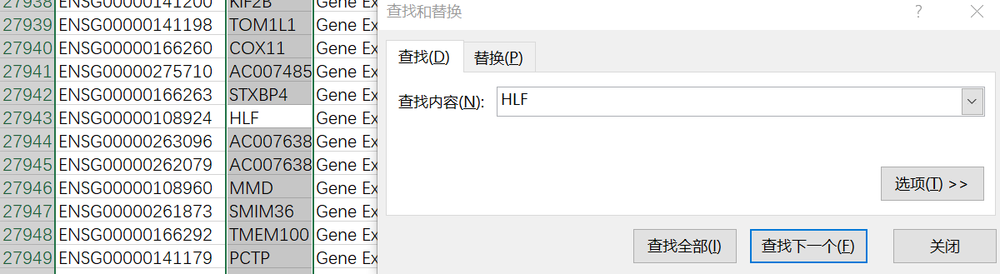 27938 ENSG00000141200 KIF2B Gene Ex
27939 ENSG00000141198 TOM1L1 Gene Ex
27940 ENSG00000166260 COX11 Gene Ex
27941 ENSG00000275710 AC007485 Gene Ex
27942 ENSG00000166263 STXBP4 Gene Ex
27943 ENSG00000108924 HLF Gene Ex
27944 ENSG00000263096 AC007638 Gene Ex
27945 ENSG00000262079 AC007638 Gene Ex
27946 ENSG00000108960 MMD Gene Ex
27947 ENSG00000261873 SMIM36 Gene Ex
27948 ENSG00000166292 TMEM100 Gene Ex
27949 ENSG00000141179 PCTP Gene Ex
查找和替换 ?
查找(D) 替换(P)
查找内容(N): HLF
选项(T) >>
查找全部(I) 查找下一个(F) 关闭